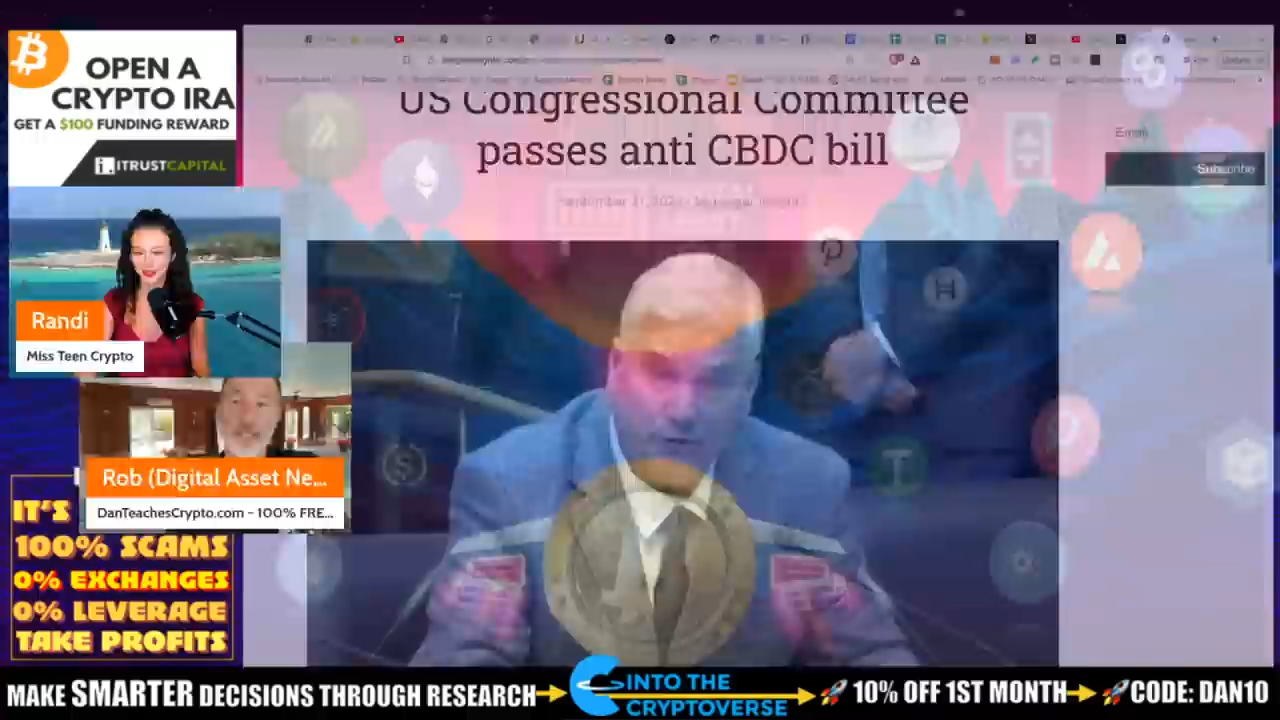 OPEN A
CRYPTO IRA
GET A $100 FUNDING REWARD
ITRUSTCAPITAL
US Congressional Committee
passes anti CBDC bill
Email
Subscribe
Randi
Miss Teen Crypto
Rob (Digital Asset Ne...
DanTeachesCrypto.com - 100% FRE...
IT'S
100% SCAMS
0% EXCHANGES
0% LEVERAGE
TAKE PROFITS
MAKE SMARTER DECISIONS THROUGH RESEARCH
INTO THE
CRYPTOVERSE
10% OFF 1ST MONTH
CODE: DAN10